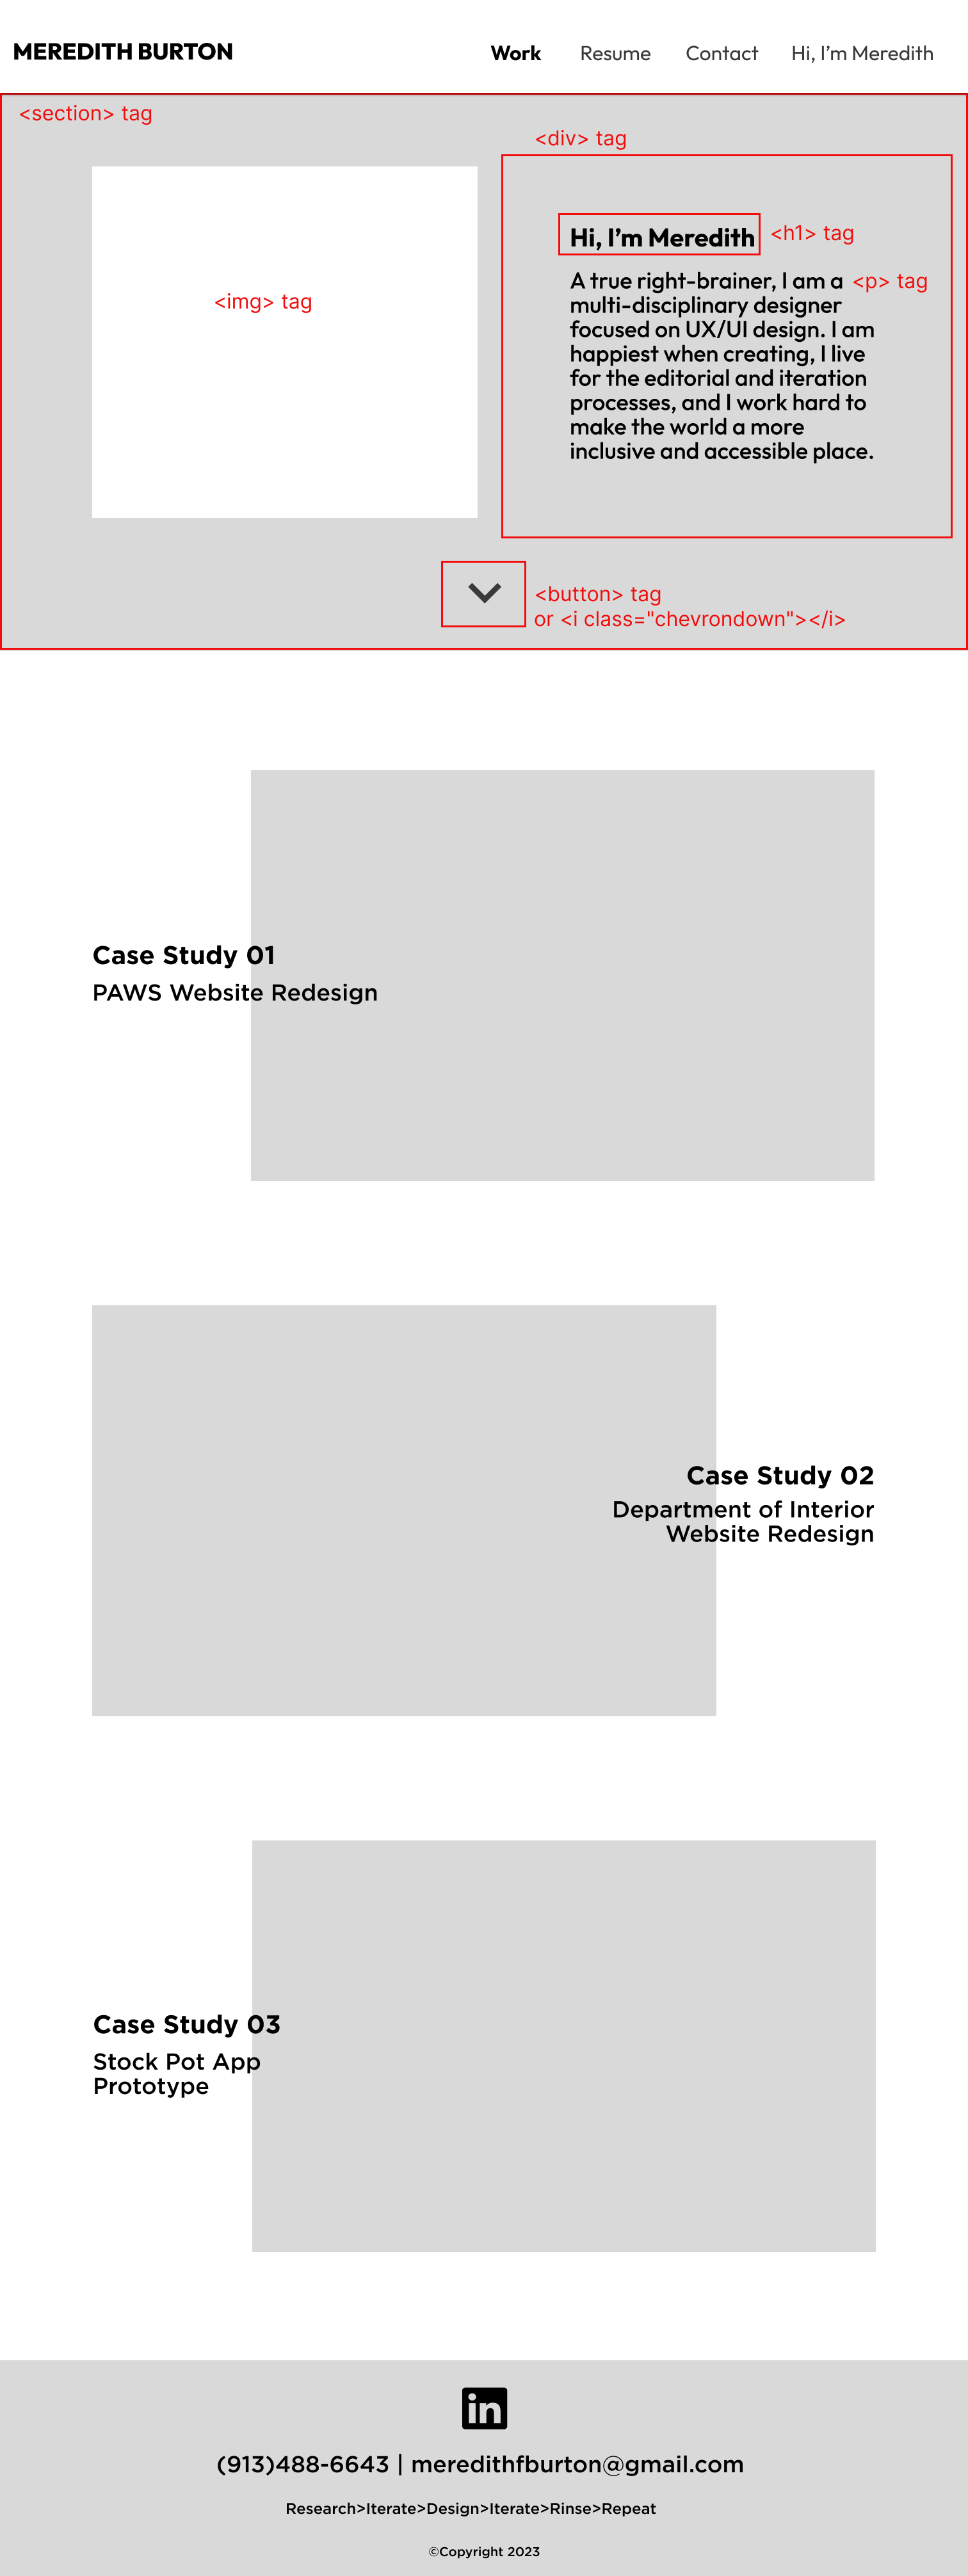 MEREDITH BURTON
Work Resume Contact Hi, I’m Meredith
<section> tag
<div> tag
Hi, I’m Meredith
<h1> tag
<img> tag
A true right-brainer, I am a <p> tag
multi-disciplinary designer
focused on UX/UI design. I am
happiest when creating, I live
for the editorial and iteration
processes, and I work hard to
make the world a more
inclusive and accessible place.
<button> tag
or <i class="chevrondown"></i>
Case Study 01
PAWS Website Redesign
Case Study 02
Department of Interior
Website Redesign
Case Study 03
Stock Pot App
Prototype
in
(913)488-6643 | meredithfburton@gmail.com
Research>Iterate>Design>Iterate>Rinse>Repeat
©Copyright 2023